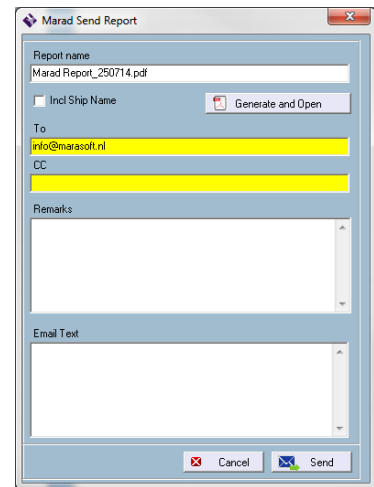 Marad Send Report
Report name
Marad Report_250714.pdf
Incl Ship Name
Generate and Open
To
info@marasoft.nl
CC
Remarks
Email Text
Cancel Send